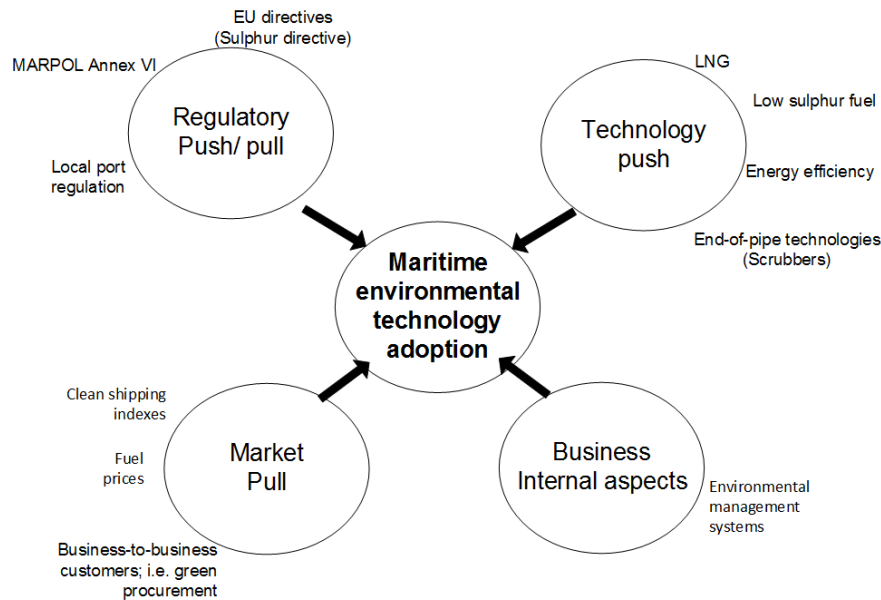 EU directives
(Sulphur directive)
MARPOL Annex VI
Regulatory
Push/ pull
Local port
regulation
LNG
Low sulphur fuel
Technology
push
Energy efficiency
End-of-pipe technologies
(Scrubbers)
Maritime
environmental
technology
adoption
Clean shipping
indexes
Fuel
prices
Market
Pull
Business-to-business
customers; i.e. green
procurement
Business
Internal aspects
Environmental
management
systems